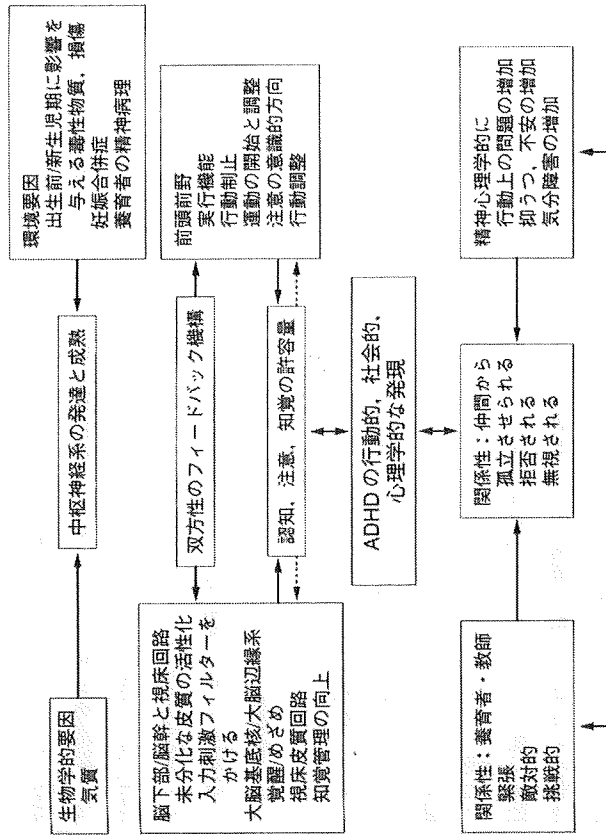 生物学的要因
気質
中枢神経系の発達と成熟
環境要因
出生前/新生児期に影響を
与える毒性物質，損傷
妊娠合併症
養育者の精神病理
脳下部/脳幹と視床回路
未分化な皮質の活性化
入力刺激フィルターを
かける
大脳基底核/大脳辺縁系
覚醒/めざめ
視床皮質回路
知覚管理の向上
双方性のフィードバック機構
前頭前野
実行機能
行動制止
運動の開始と調整
注意の意識的方向
行動調整
認知，注意，知覚の許容量
ADHDの行動的，社会的，
心理学的な発現
関係性：養育者・教師
緊張
敵対的
挑戦的
関係性：仲間から
孤立させられる
拒否される
無視される
精神心理学的に
行動上の問題の増加
抑うつ，不安の増加
気分障害の増加